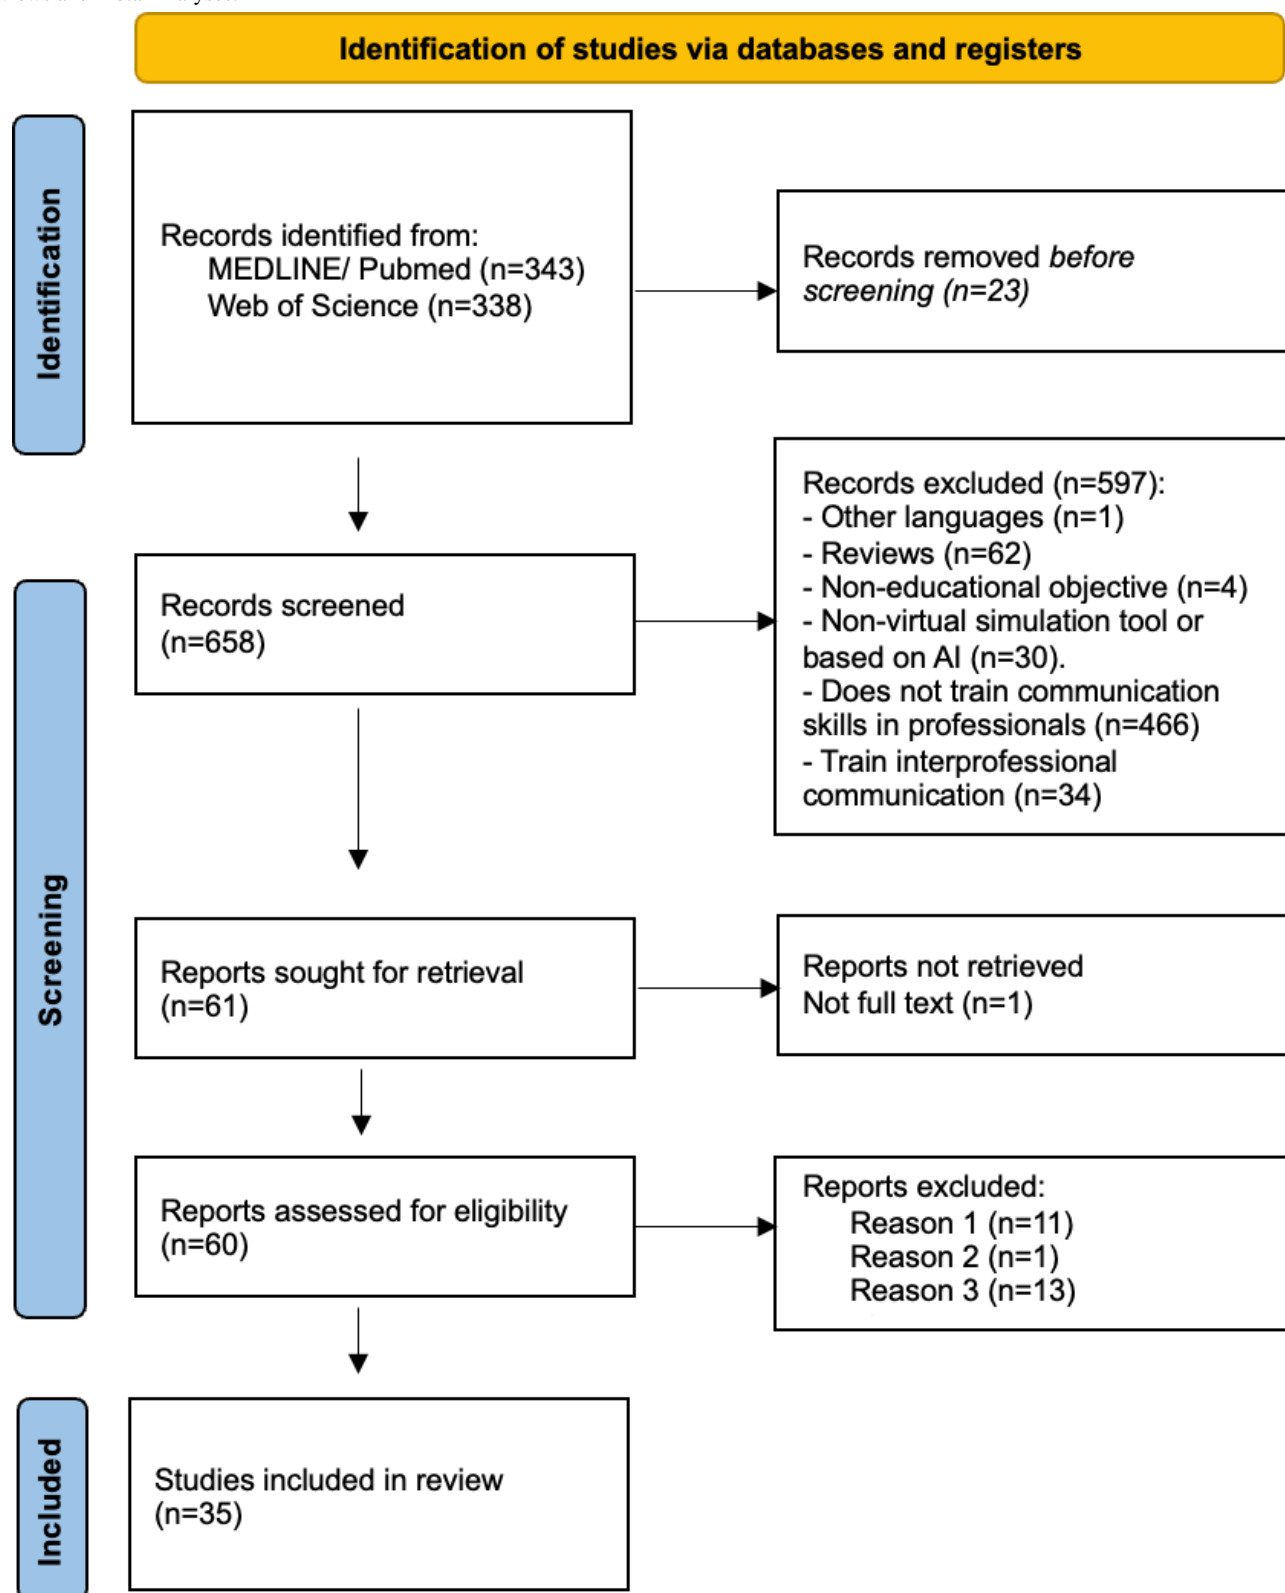 Identification of studies via databases and registers
Identification
Records identified from:
MEDLINE/ Pubmed (n=343)
Web of Science (n=338)
Records removed before
screening (n=23)
Screening
Records screened
(n=658)
Records excluded (n=597):
- Other languages (n=1)
- Reviews (n=62)
- Non-educational objective (n=4)
- Non-virtual simulation tool or
based on AI (n=30).
- Does not train communication
skills in professionals (n=466)
- Train interprofessional
communication (n=34)
Reports sought for retrieval
(n=61)
Reports not retrieved
Not full text (n=1)
Reports assessed for eligibility
(n=60)
Reports excluded:
Reason 1 (n=11)
Reason 2 (n=1)
Reason 3 (n=13)
Included
Studies included in review
(n=35)